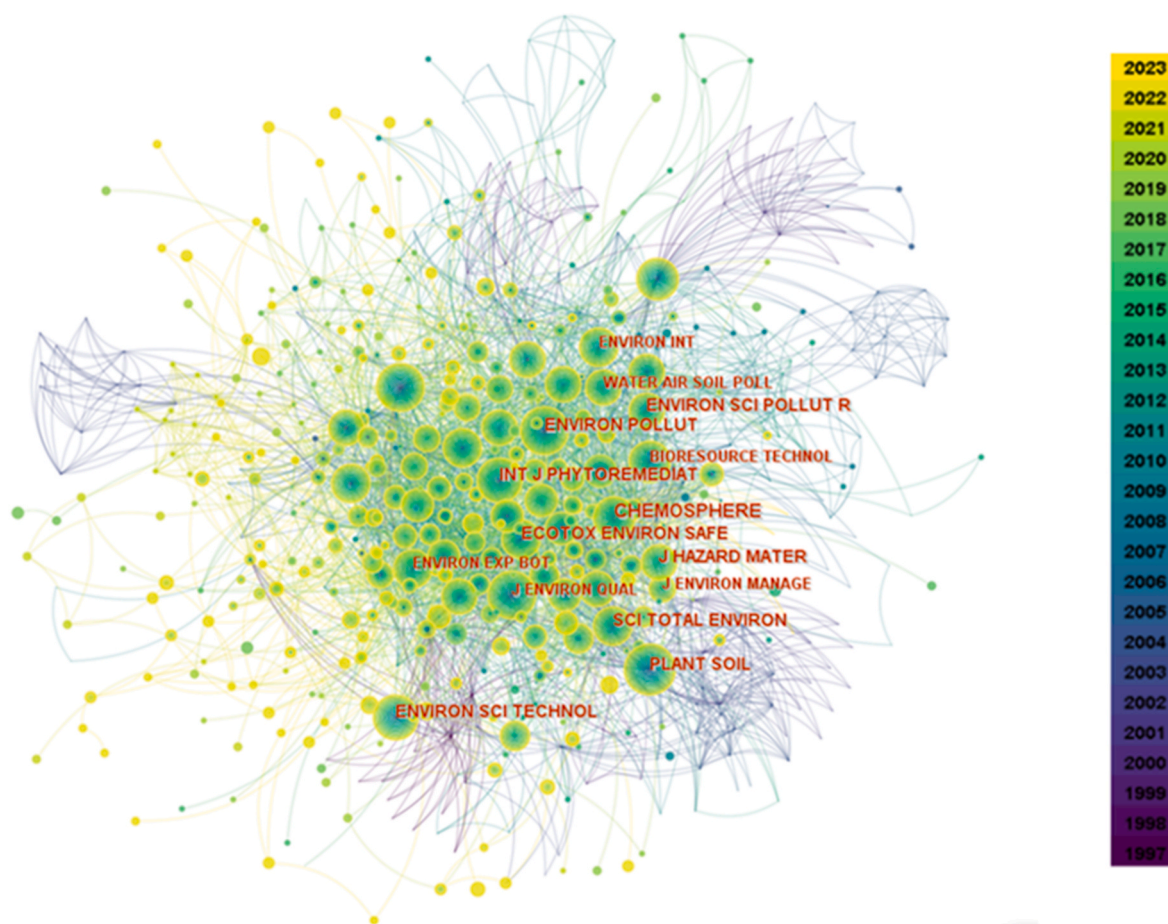 ENVIRON INT
WATER AIR SOIL POLL
ENVIRON SCI POLLUT R
ENVIRON POLLUT
BIORESOURCE TECHNOL
INT J PHYTOREMEDIAT
CHEMOSPHERE
ECOTOX ENVIRON SAFE
J HAZARD MATER
ENVIRON EXP BOT
J ENVIRON MANAGE
J ENVIRON QUAL
SCI TOTAL ENVIRON
PLANT SOIL
ENVIRON SCI TECHNOL
2023
2022
2021
2020
2019
2018
2017
2016
2015
2014
2013
2012
2011
2010
2009
2008
2007
2006
2005
2004
2003
2002
2001
2000
1999
1998
1997